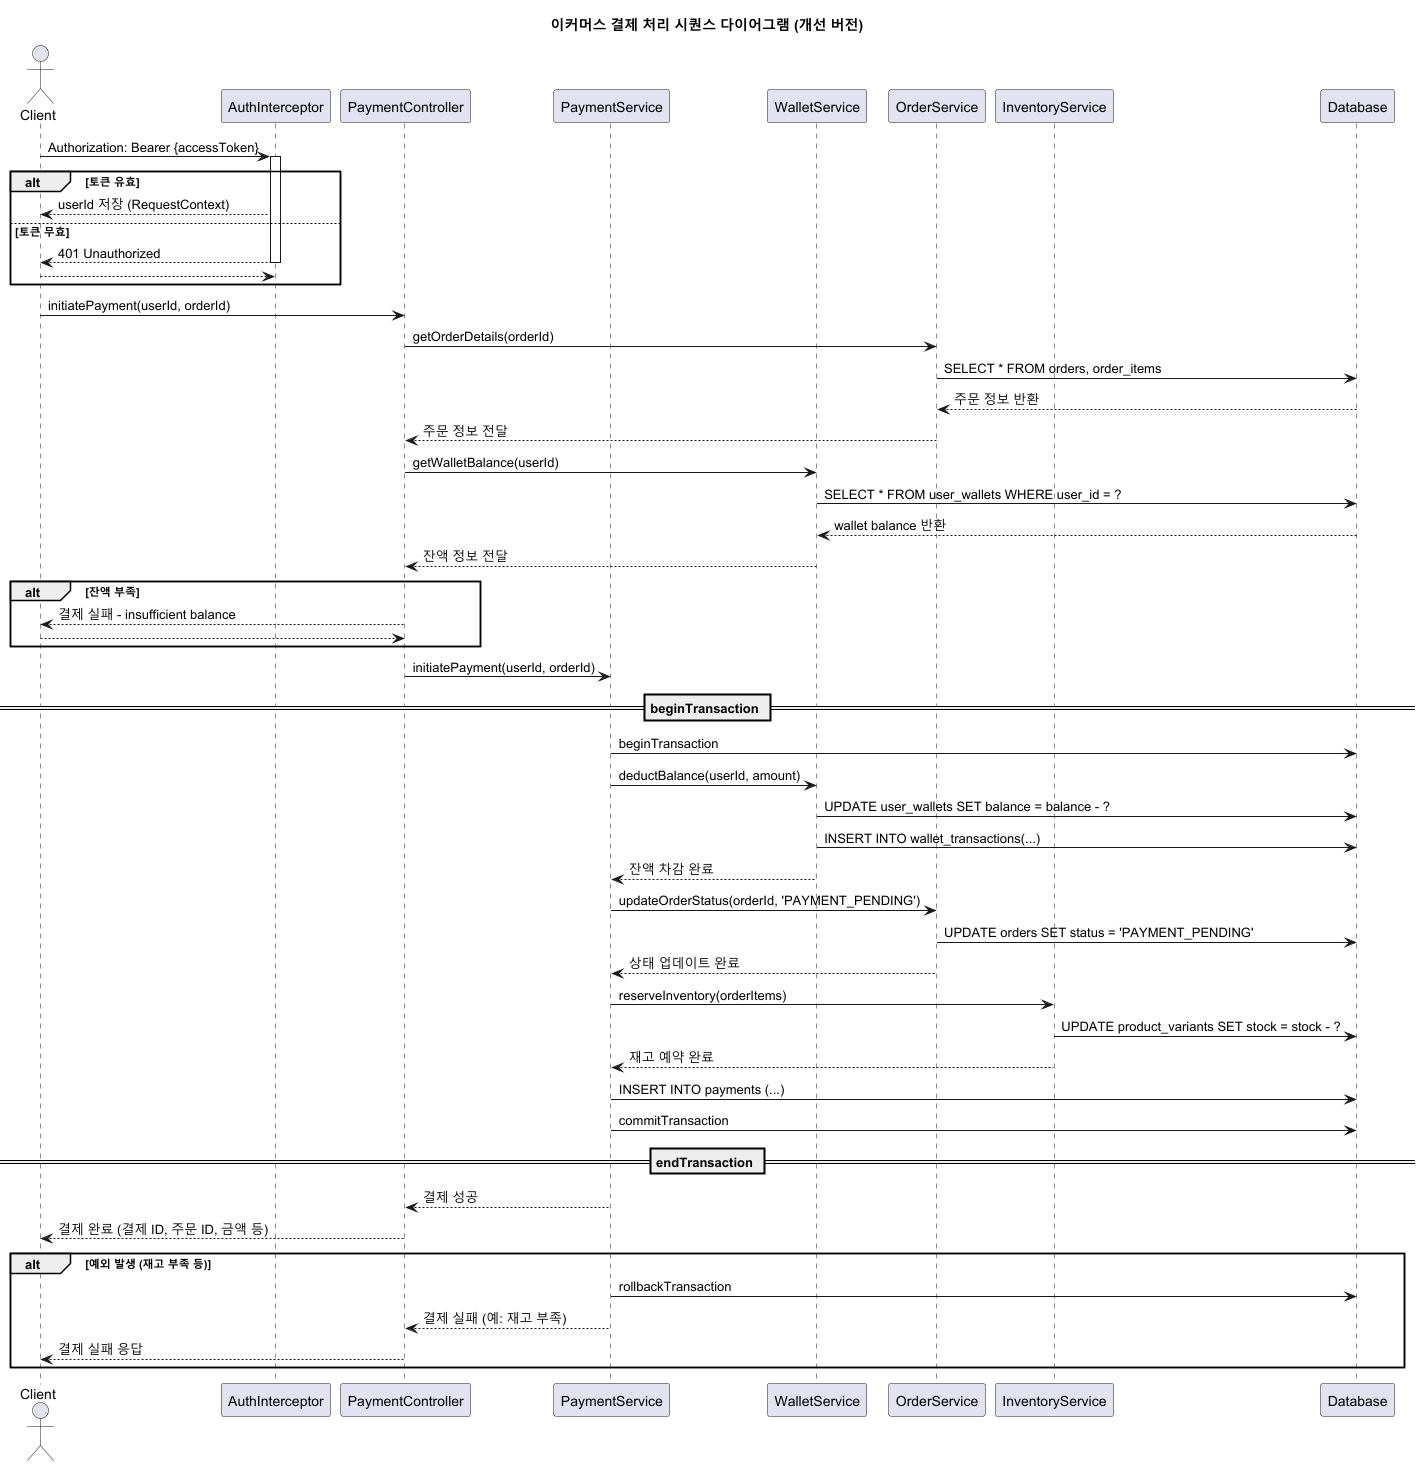 이커머스 결제 처리 시퀀스 다이어그램 (개선 버전)
Client
AuthInterceptor
PaymentController
PaymentService
WalletService
OrderService
InventoryService
Database
Authorization: Bearer {accessToken}
alt
[토큰 유효]
userId 저장 (RequestContext)
[토큰 무효]
401 Unauthorized
initiatePayment(userId, orderId)
getOrderDetails(orderId)
SELECT * FROM orders, order_items
주문 정보 반환
주문 정보 전달
getWalletBalance(userId)
SELECT * FROM user_wallets WHERE user_id = ?
wallet balance 반환
잔액 정보 전달
alt
[잔액 부족]
결제 실패 - insufficient balance
initiatePayment(userId, orderId)
beginTransaction
beginTransaction
deductBalance(userId, amount)
UPDATE user_wallets SET balance = balance - ?
INSERT INTO wallet_transactions(...)
잔액 차감 완료
updateOrderStatus(orderId, 'PAYMENT_PENDING')
UPDATE orders SET status = 'PAYMENT_PENDING'
상태 업데이트 완료
reserveInventory(orderItems)
UPDATE product_variants SET stock = stock - ?
재고 예약 완료
INSERT INTO payments (...)
commitTransaction
endTransaction
결제 성공
결제 완료 (결제 ID, 주문 ID, 금액 등)
alt
[예외 발생 (재고 부족 등)]
rollbackTransaction
결제 실패 (예: 재고 부족)
결제 실패 응답
Client
AuthInterceptor
PaymentController
PaymentService
WalletService
OrderService
InventoryService
Database